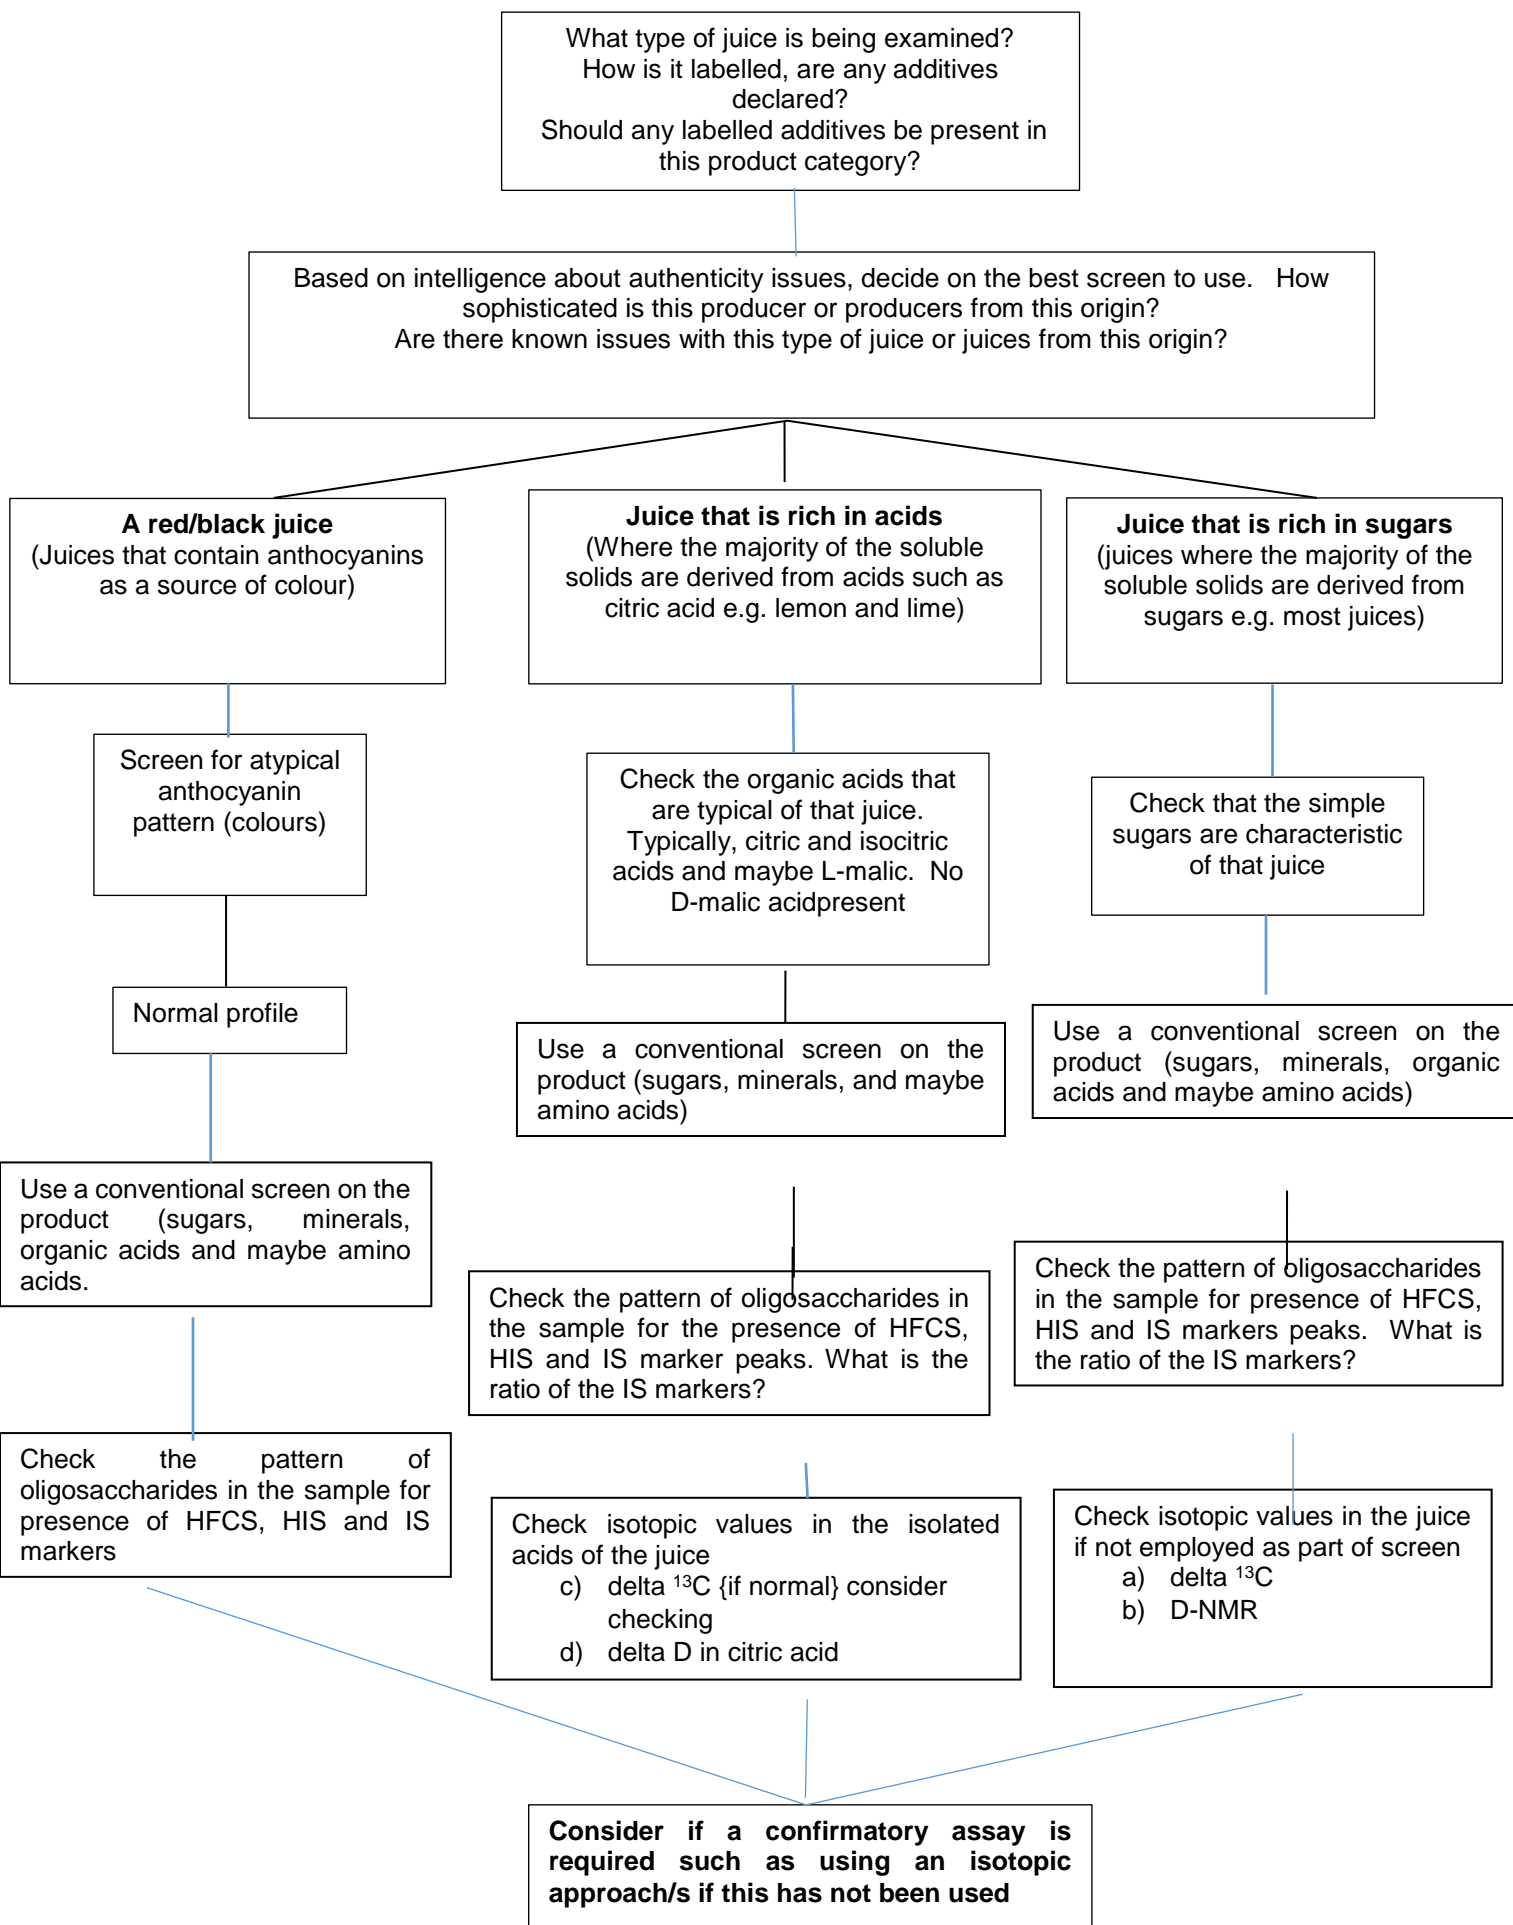 What type of juice is being examined?
How is it labelled, are any additives
declared?
Should any labelled additives be present in
this product category?
Based on intelligence about authenticity issues, decide on the best screen to use. How
sophisticated is this producer or producers from this origin?
Are there known issues with this type of juice or juices from this origin?
A red/black juice
(Juices that contain anthocyanins
as a source of colour)
Juice that is rich in acids
(Where the majority of the soluble
solids are derived from acids such as
citric acid e.g. lemon and lime)
Juice that is rich in sugars
(juices where the majority of the
soluble solids are derived from
sugars e.g. most juices)
Screen for atypical
anthocyanin
pattern (colours)
Check the organic acids that
are typical of that juice.
Typically, citric and isocitric
acids and maybe L-malic. No
D-malic acidpresent
Check that the simple
sugars are characteristic
of that juice
Normal profile
Use a conventional screen on the
product (sugars, minerals, and maybe
amino acids)
Use a conventional screen on the
product (sugars, minerals, organic
acids and maybe amino acids)
Use a conventional screen on the
product (sugars, minerals,
organic acids and maybe amino
acids.
Check the pattern of oligosaccharides in
the sample for the presence of HFCS,
HIS and IS marker peaks. What is the
ratio of the IS markers?
Check the pattern of oligosaccharides
in the sample for presence of HFCS,
HIS and IS markers peaks. What is
the ratio of the IS markers?
Check the pattern of
oligosaccharides in the sample for
presence of HFCS, HIS and IS
markers
Check isotopic values in the isolated
acids of the juice
c) delta ¹³C {if normal} consider
checking
d) delta D in citric acid
Check isotopic values in the juice
if not employed as part of screen
a) delta ¹³C
b) D-NMR
Consider if a confirmatory assay is
required such as using an isotopic
approach/s if this has not been used